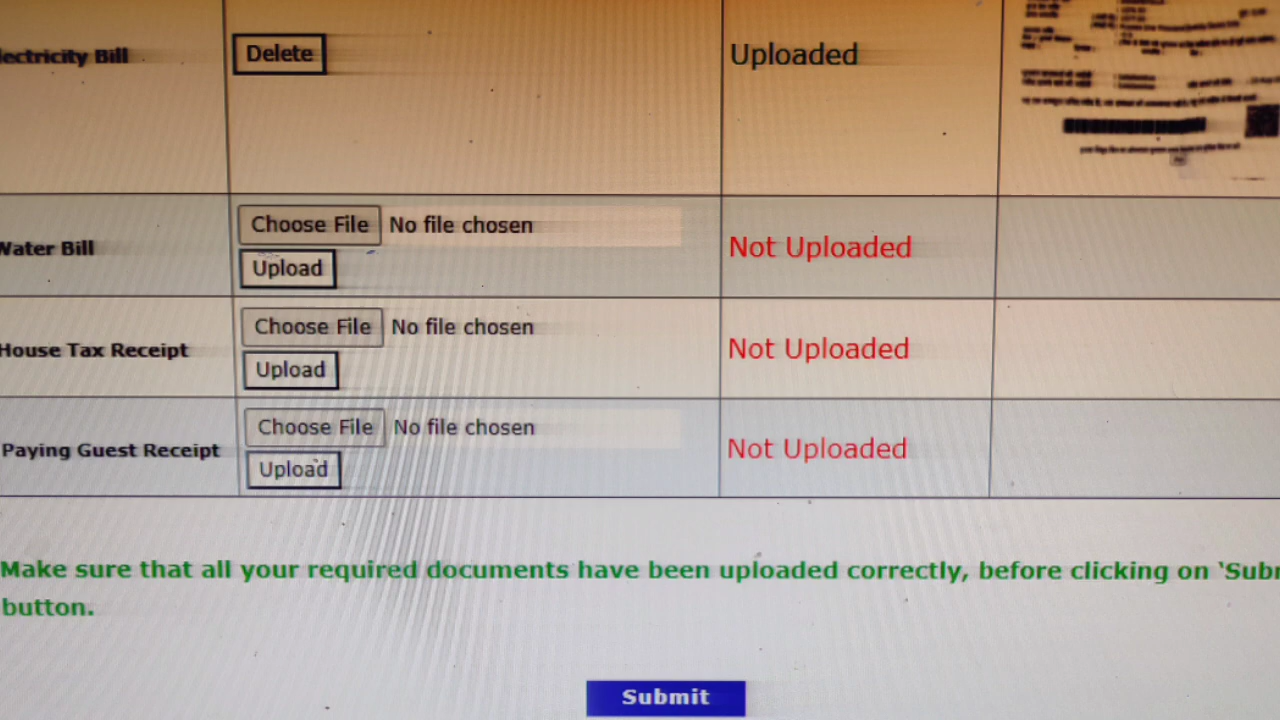 lectricity Bill Delete Uploaded
Choose File No file chosen
Water Bill Not Uploaded
Upload
Choose File No file chosen
House Tax Receipt Not Uploaded
Upload
Choose File No file chosen
Paying Guest Receipt Not Uploaded
Upload
Make sure that all your required documents have been uploaded correctly, before clicking on 'Subm
button.
Submit